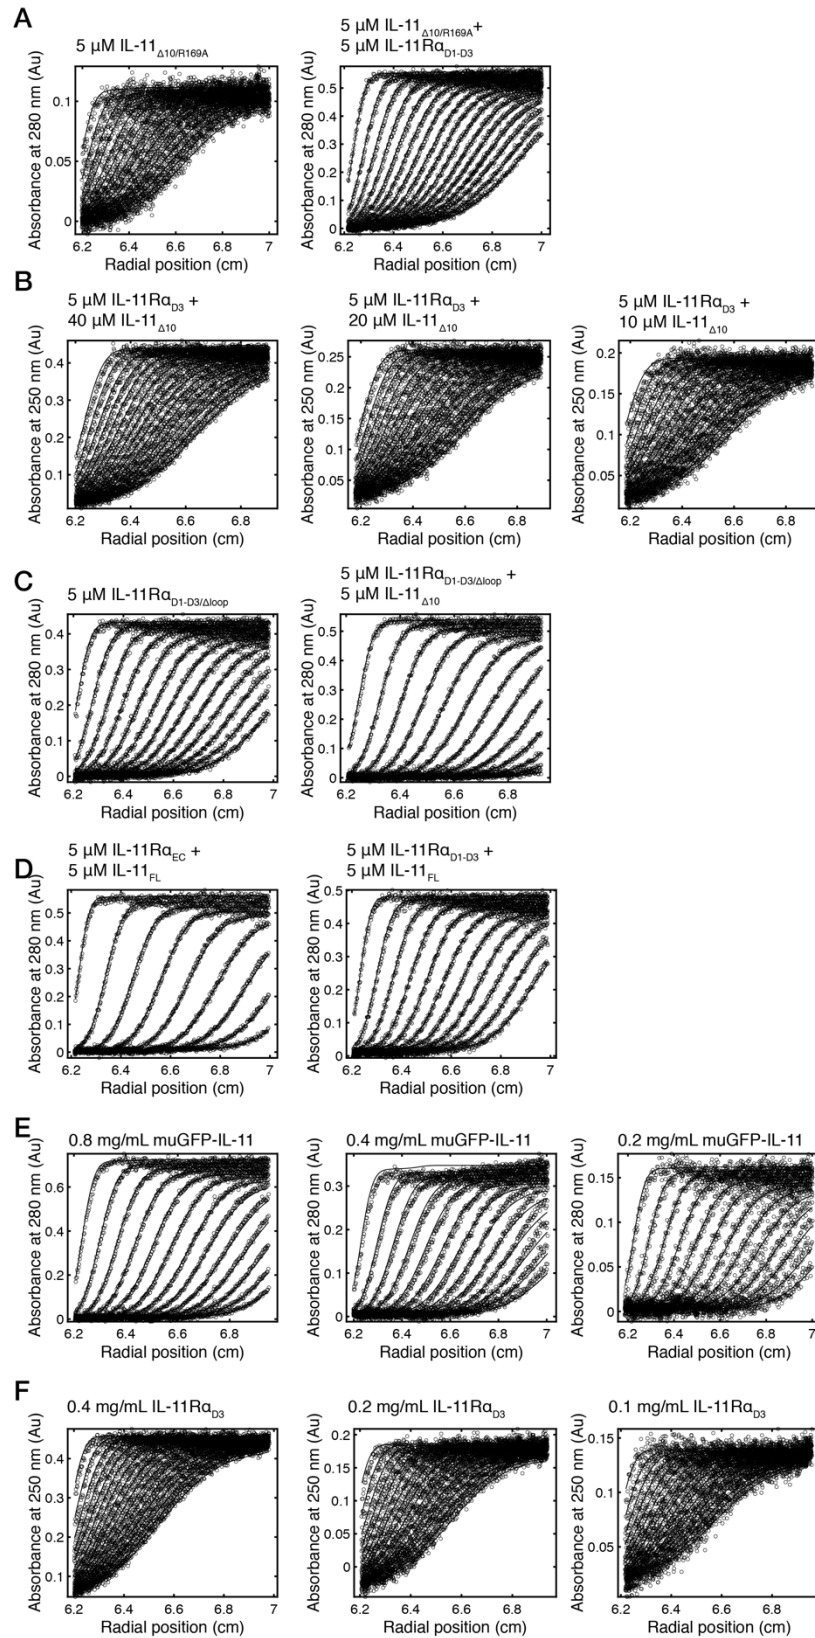 A
5 µM IL-11Δ10/R169A
5 µM IL-11Δ10/R169A +
5 µM IL-11RαD1-D3
Absorbance at 280 nm (Au)
0.1
0.05
0
6.2 6.4 6.6 6.8 7
Radial position (cm)
Absorbance at 280 nm (Au)
0.5
0.4
0.3
0.2
0.1
0
6.2 6.4 6.6 6.8 7
Radial position (cm)
B
5 µM IL-11RαD3 +
40 µM IL-11Δ10
5 µM IL-11RαD3 +
20 µM IL-11Δ10
5 µM IL-11RαD3 +
10 µM IL-11Δ10
Absorbance at 250 nm (Au)
0.4
0.3
0.2
0.1
6.2 6.4 6.6 6.8
Radial position (cm)
Absorbance at 250 nm (Au)
0.25
0.2
0.15
0.1
0.05
6.2 6.4 6.6 6.8
Radial position (cm)
Absorbance at 250 nm (Au)
0.2
0.15
0.1
0.05
6.2 6.4 6.6 6.8
Radial position (cm)
C
5 µM IL-11RαD1-D3/Δloop
5 µM IL-11RαD1-D3/Δloop +
5 µM IL-11Δ10
Absorbance at 280 nm (Au)
0.4
0.3
0.2
0.1
0
6.2 6.4 6.6 6.8 7
Radial position (cm)
Absorbance at 280 nm (Au)
0.5
0.4
0.3
0.2
0.1
0
6.2 6.4 6.6 6.8
Radial position (cm)
D
5 µM IL-11RαEC +
5 µM IL-11FL
5 µM IL-11RαD1-D3 +
5 µM IL-11FL
Absorbance at 280 nm (Au)
0.5
0.4
0.3
0.2
0.1
0
6.2 6.4 6.6 6.8 7
Radial position (cm)
Absorbance at 280 nm (Au)
0.5
0.4
0.3
0.2
0.1
0
6.2 6.4 6.6 6.8 7
Radial position (cm)
E
0.8 mg/mL muGFP-IL-11
0.4 mg/mL muGFP-IL-11
0.2 mg/mL muGFP-IL-11
Absorbance at 280 nm (Au)
0.6
0.4
0.2
0
6.2 6.4 6.6 6.8
Radial position (cm)
Absorbance at 280 nm (Au)
0.3
0.2
0.1
0
6.2 6.4 6.6 6.8 7
Radial position (cm)
Absorbance at 280 nm (Au)
0.15
0.1
0.05
0
6.2 6.4 6.6 6.8 7
Radial position (cm)
F
0.4 mg/mL IL-11RαD3
0.2 mg/mL IL-11RαD3
0.1 mg/mL IL-11RαD3
Absorbance at 250 nm (Au)
0.4
0.3
0.2
0.1
6.2 6.4 6.6 6.8 7
Radial position (cm)
Absorbance at 250 nm (Au)
0.2
0.15
0.1
0.05
0
6.2 6.4 6.6 6.8
Radial position (cm)
Absorbance at 250 nm (Au)
0.15
0.1
0.05
6.2 6.4 6.6 6.8
Radial position (cm)